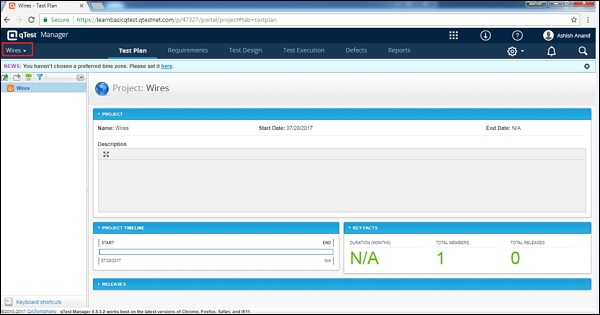 Wires - Test Plan
Secure https://learnbasicqtest.qtestnet.com/p/47327/portal/project#tab=testplan
qTest Manager
Ashish Anand
Wires
Test Plan Requirements Test Design Test Execution Defects Reports
NEWS: You haven't chosen a preferred time zone. Please set it here.
Wires
Project: Wires
PROJECT
Name: Wires Start Date: 07/28/2017 End Date: N/A
Description
PROJECT TIMELINE
START END
07/28/2017 N/A
KEY FACTS
DURATION (MONTHS) TOTAL MEMBERS TOTAL RELEASES
N/A 1 0
RELEASES
Keyboard shortcuts
©2010-2017 QASymphony qTest Manager 8.5.3.2 works best on the latest versions of Chrome, Firefox, Safari, and IE11.